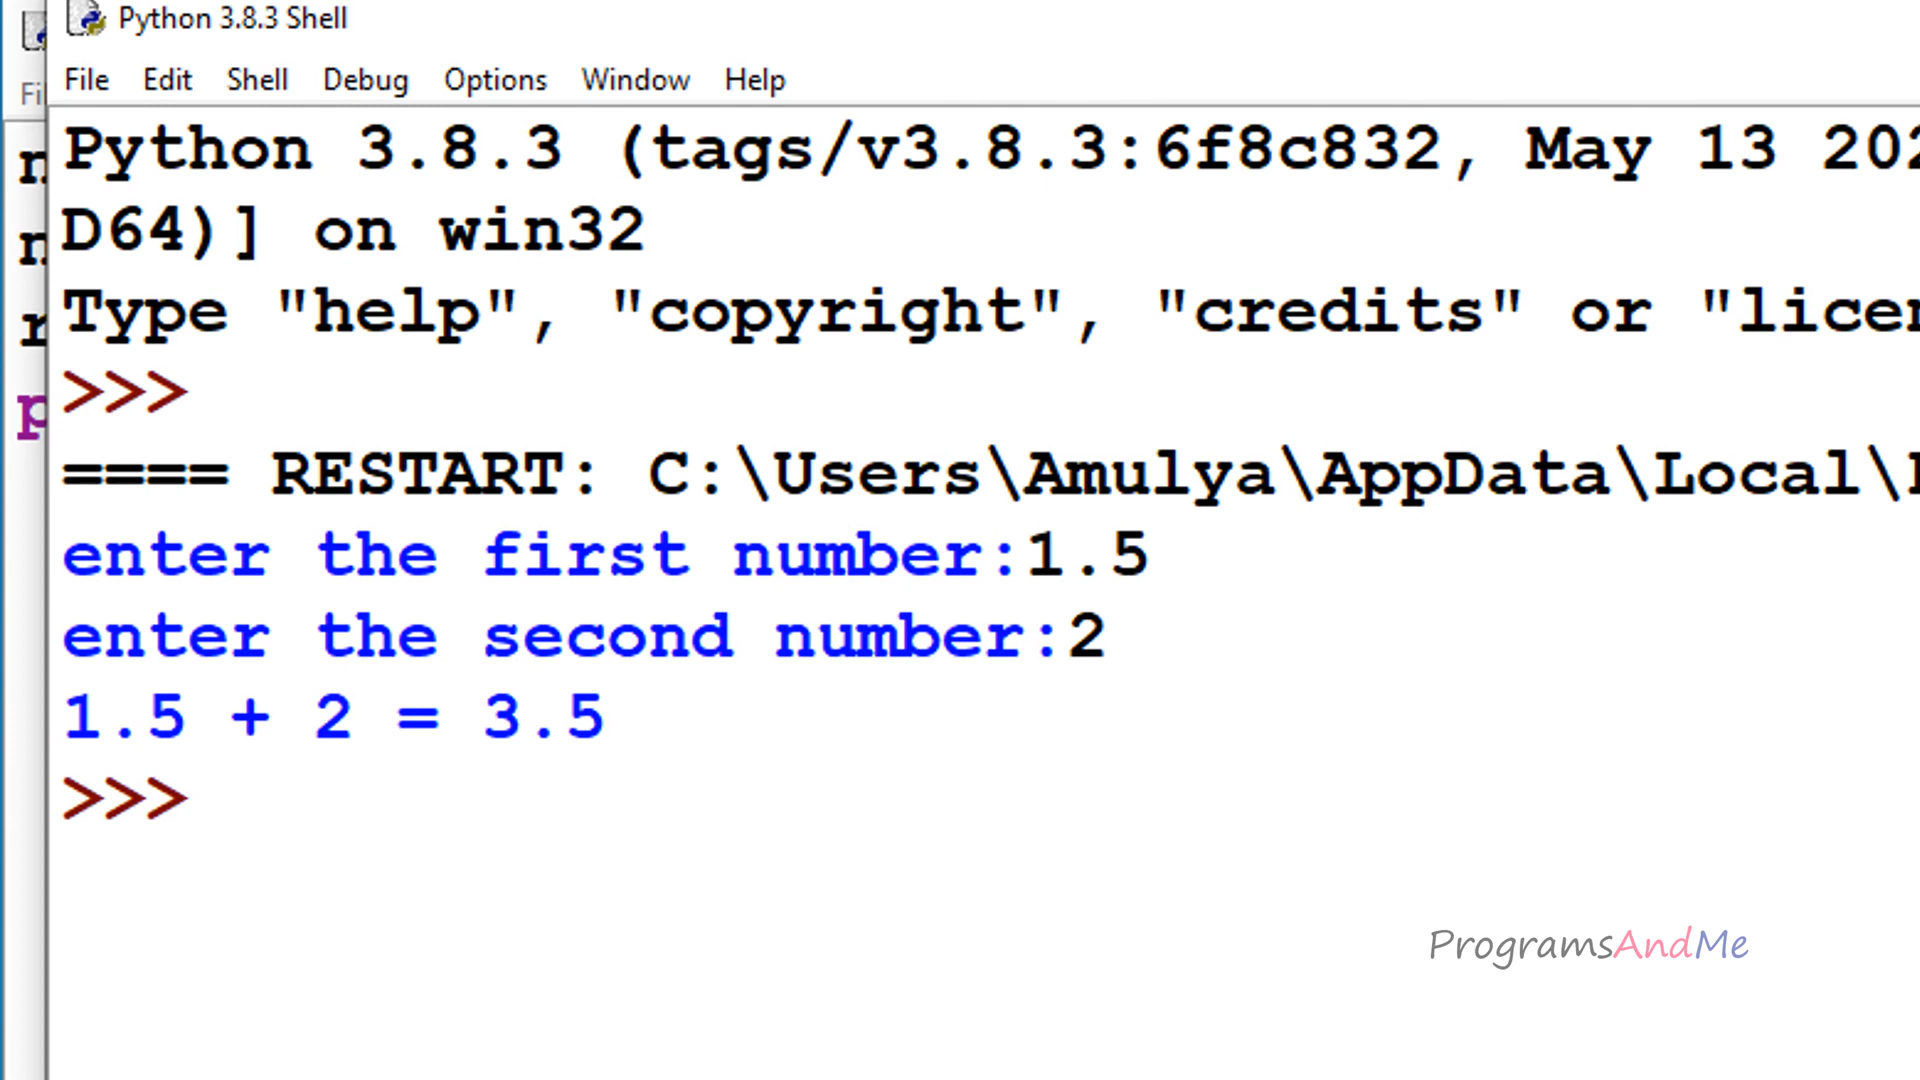 Python 3.8.3 Shell
File Edit Shell Debug Options Window Help
Python 3.8.3 (tags/v3.8.3:6f8c832, May 13
D64)] on win32
Type "help", "copyright", "credits" or
>>>
==== RESTART: C:\Users\Amulya\AppData\Local\
enter the first number:1.5
enter the second number:2
1.5 + 2 = 3.5
>>>
ProgramsAndMe